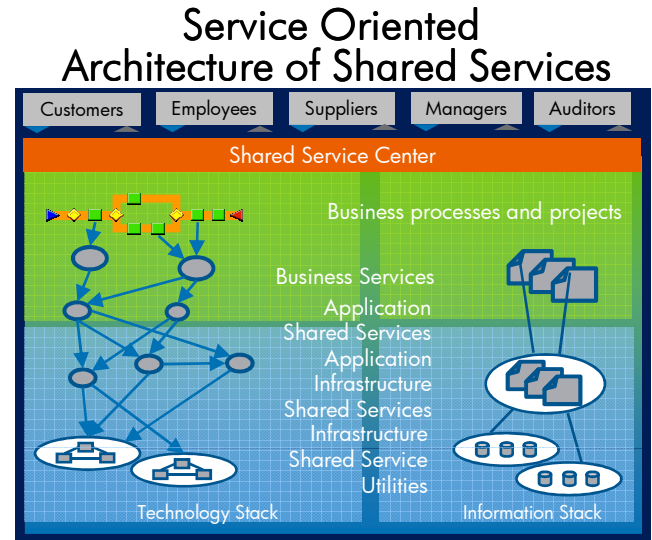 Service Oriented
Architecture of Shared Services
Customers
Employees
Suppliers
Managers
Auditors
Shared Service Center
Business processes and projects
Business Services
Application
Shared Services
Application
Infrastructure
Shared Services
Infrastructure
Shared Service
Utilities
Technology Stack
Information Stack